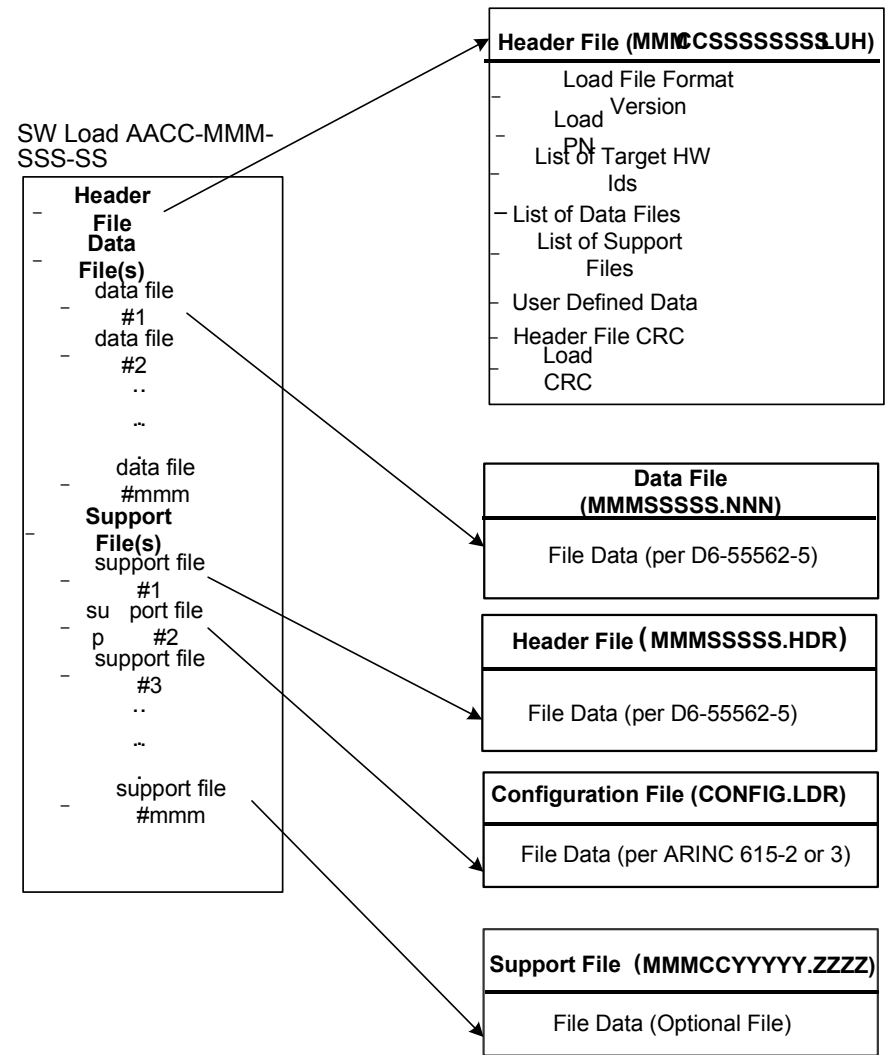 SW Load AACC-MMM-
SSS-SS
Header
File
Data
File(s)
data file
#1
data file
#2
..
...
.
data file
#mmm
Support
File(s)
support file
#1
su port file
p #2
support file
#3
..
...
.
support file
#mmm
Header File (MMMCCSSSSSSSS.LUH)
Load File Format
Version
Load
PN
List of Target HW
Ids
List of Data Files
List of Support
Files
User Defined Data
Header File CRC
Load
CRC
Data File
(MMMSSSSS.NNN)
File Data (per D6-55562-5)
Header File (MMMSSSSS.HDR)
File Data (per D6-55562-5)
Configuration File (CONFIG.LDR)
File Data (per ARINC 615-2 or 3)
Support File (MMMCCYYYYY.ZZZZ)
File Data (Optional File)